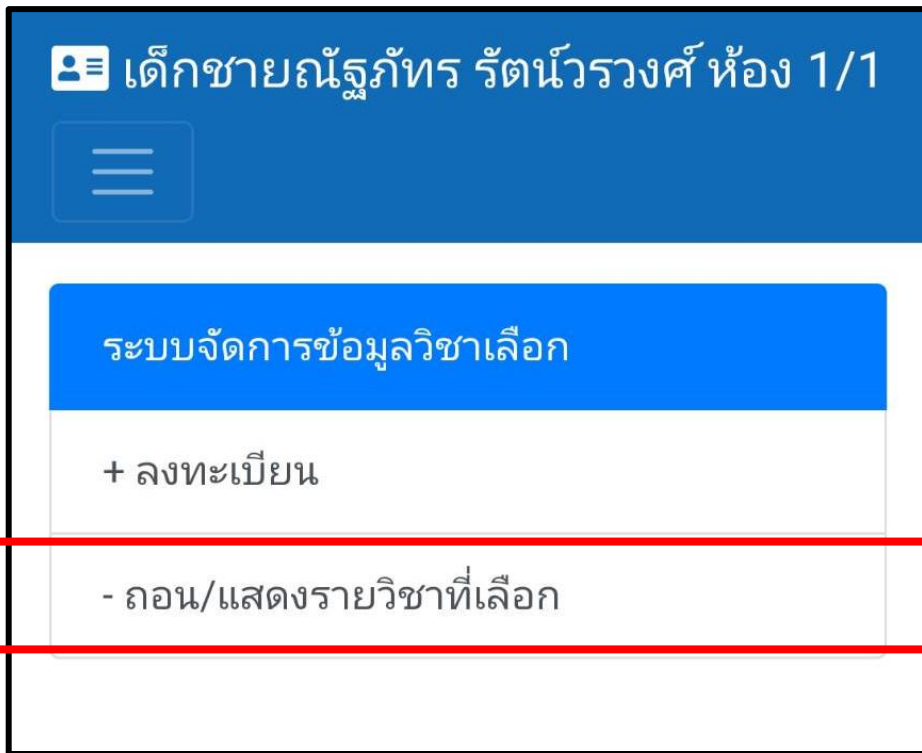 เด็กชายณัฐภัทร รัตน์วรวงศ์ ห้อง 1/1
ระบบจัดการข้อมูลวิชาเลือก
+ ลงทะเบียน
- ถอน/แสดงรายวิชาที่เลือก